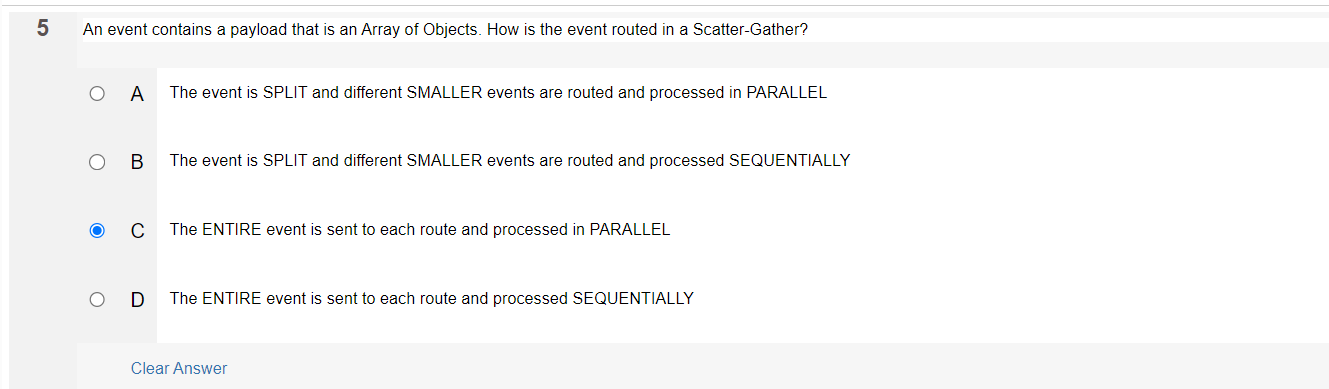 5 An event contains a payload that is an Array of Objects. How is the event routed in a Scatter-Gather?
A The event is SPLIT and different SMALLER events are routed and processed in PARALLEL
B The event is SPLIT and different SMALLER events are routed and processed SEQUENTIALLY
C The ENTIRE event is sent to each route and processed in PARALLEL
D The ENTIRE event is sent to each route and processed SEQUENTIALLY
Clear Answer